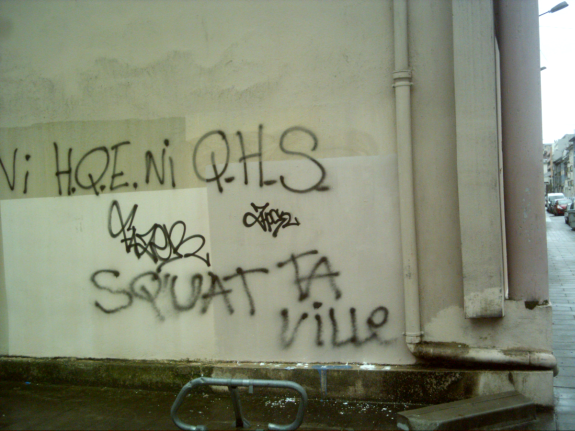 Ni H.Q.E. Ni Q.H.S.
SQUAT TA
Ville